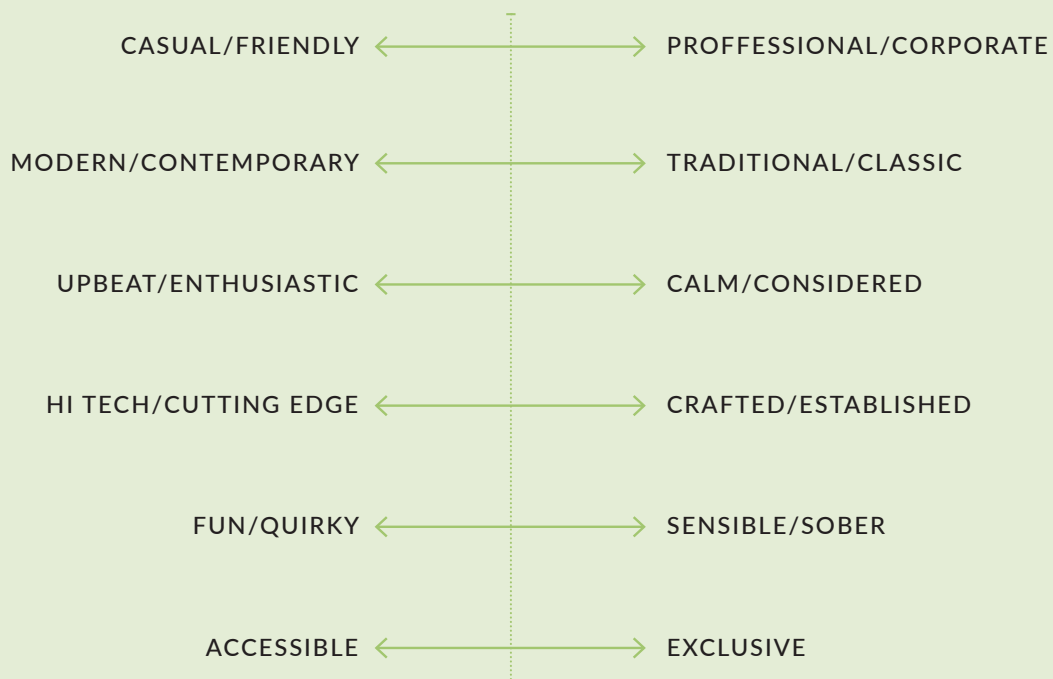 CASUAL/FRIENDLY PROFFESSIONAL/CORPORATE
MODERN/CONTEMPORARY TRADITIONAL/CLASSIC
UPBEAT/ENTHUSIASTIC CALM/CONSIDERED
HI TECH/CUTTING EDGE CRAFTED/ESTABLISHED
FUN/QUIRKY SENSIBLE/SOBER
ACCESSIBLE EXCLUSIVE